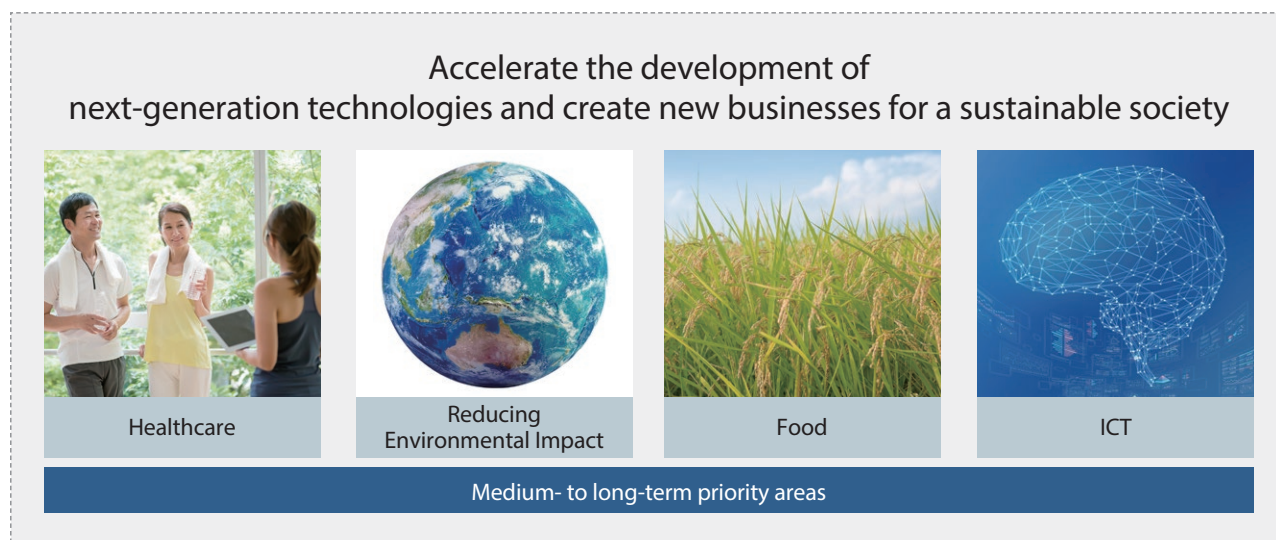 Accelerate the development of
next-generation technologies and create new businesses for a sustainable society
Healthcare
Reducing
Environmental Impact
Food
ICT
Medium- to long-term priority areas